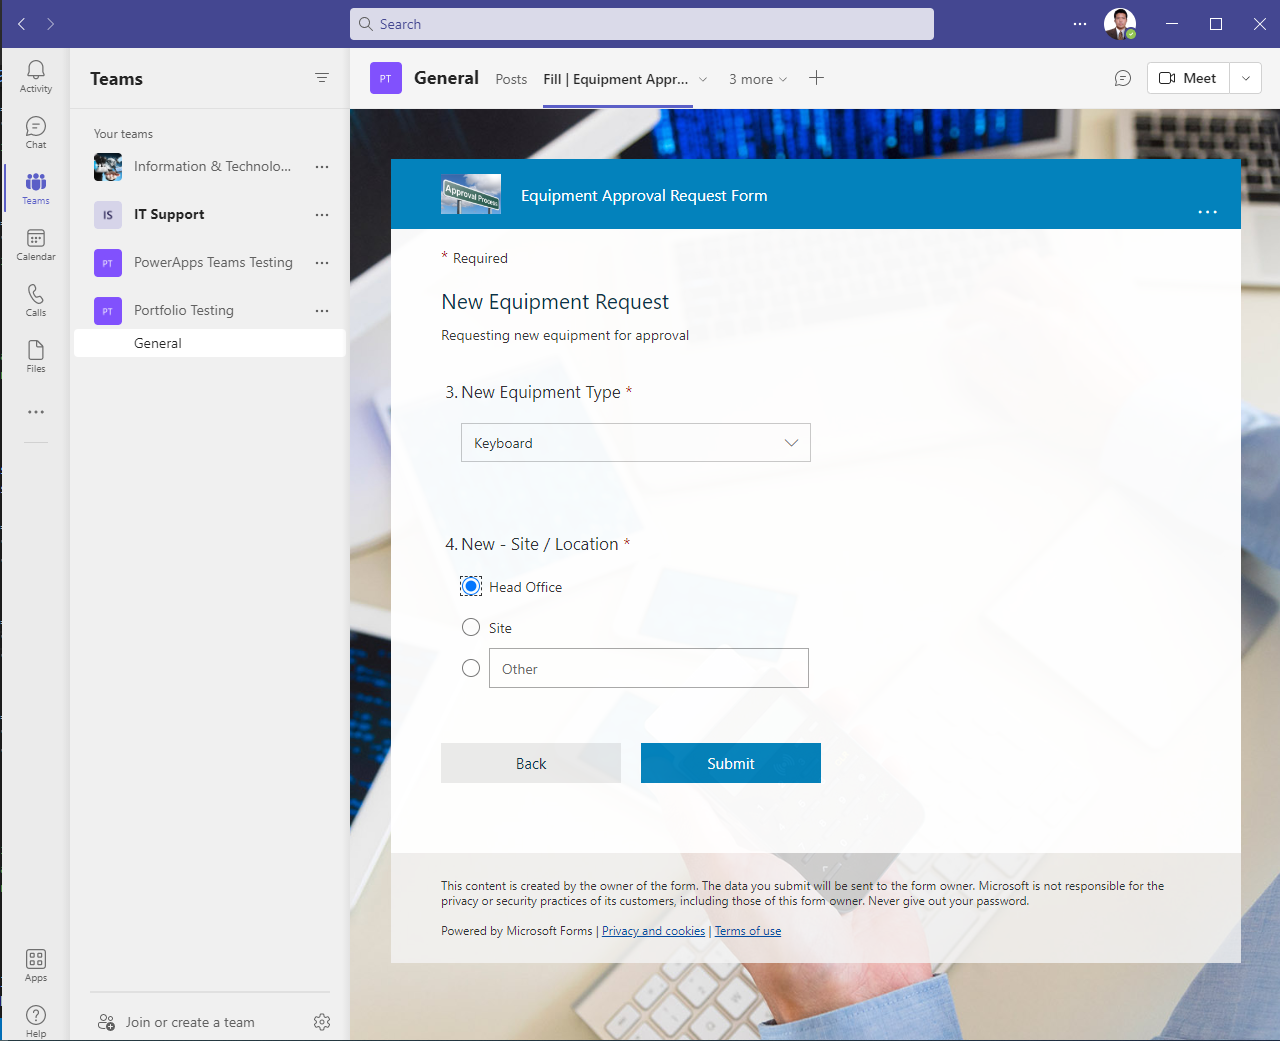 Search
Activity
Chat
Teams
Calendar
Calls
Files
Apps
Help
Teams
Your teams
Information & Technolo...
IS
IT Support
PT
PowerApps Teams Testing
PT
Portfolio Testing
General
Join or create a team
PT
General
Posts
Fill | Equipment Appr...
3 more
Meet
Approval Process
Equipment Approval Request Form
* Required
New Equipment Request
Requesting new equipment for approval
3. New Equipment Type *
Keyboard
4. New - Site / Location *
Head Office
Site
Other
Back
Submit
This content is created by the owner of the form. The data you submit will be sent to the form owner. Microsoft is not responsible for the
privacy or security practices of its customers, including those of this form owner. Never give out your password.
Powered by Microsoft Forms | Privacy and cookies | Terms of use